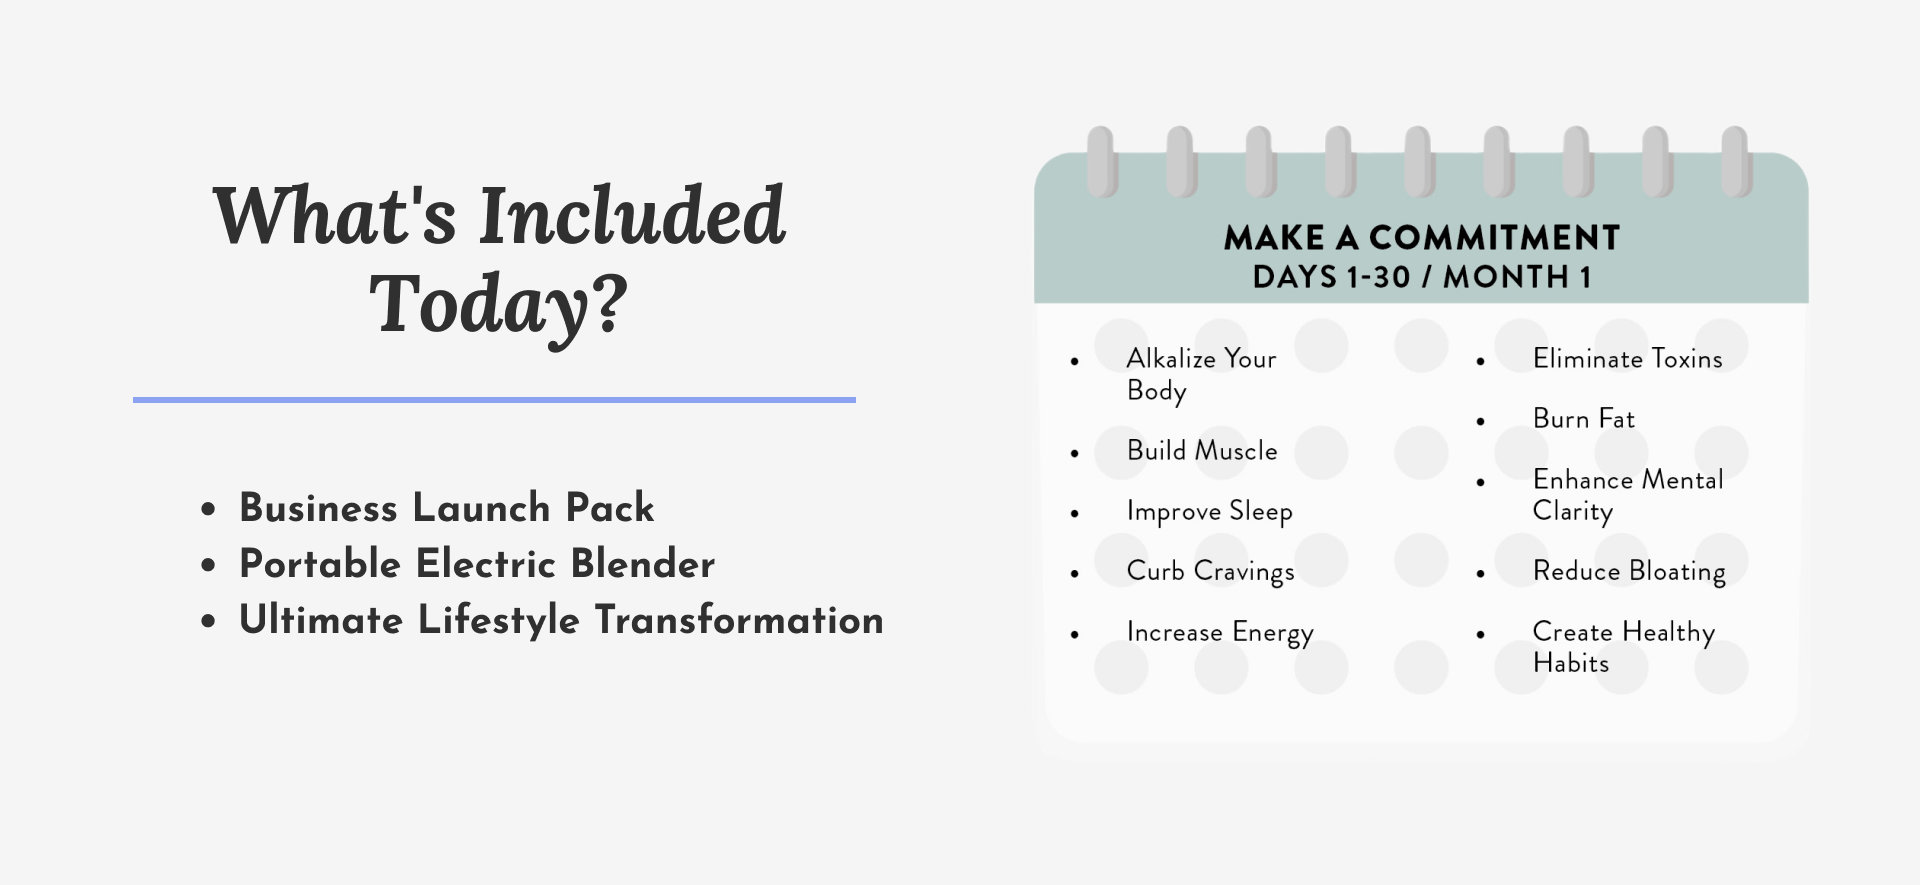 What's Included
Today?
• Business Launch Pack
• Portable Electric Blender
• Ultimate Lifestyle Transformation
MAKE A COMMITMENT
DAYS 1-30 / MONTH 1
• Alkalize Your
Body
• Build Muscle
• Improve Sleep
• Curb Cravings
• Increase Energy
• Eliminate Toxins
• Burn Fat
• Enhance Mental
Clarity
• Reduce Bloating
• Create Healthy
Habits